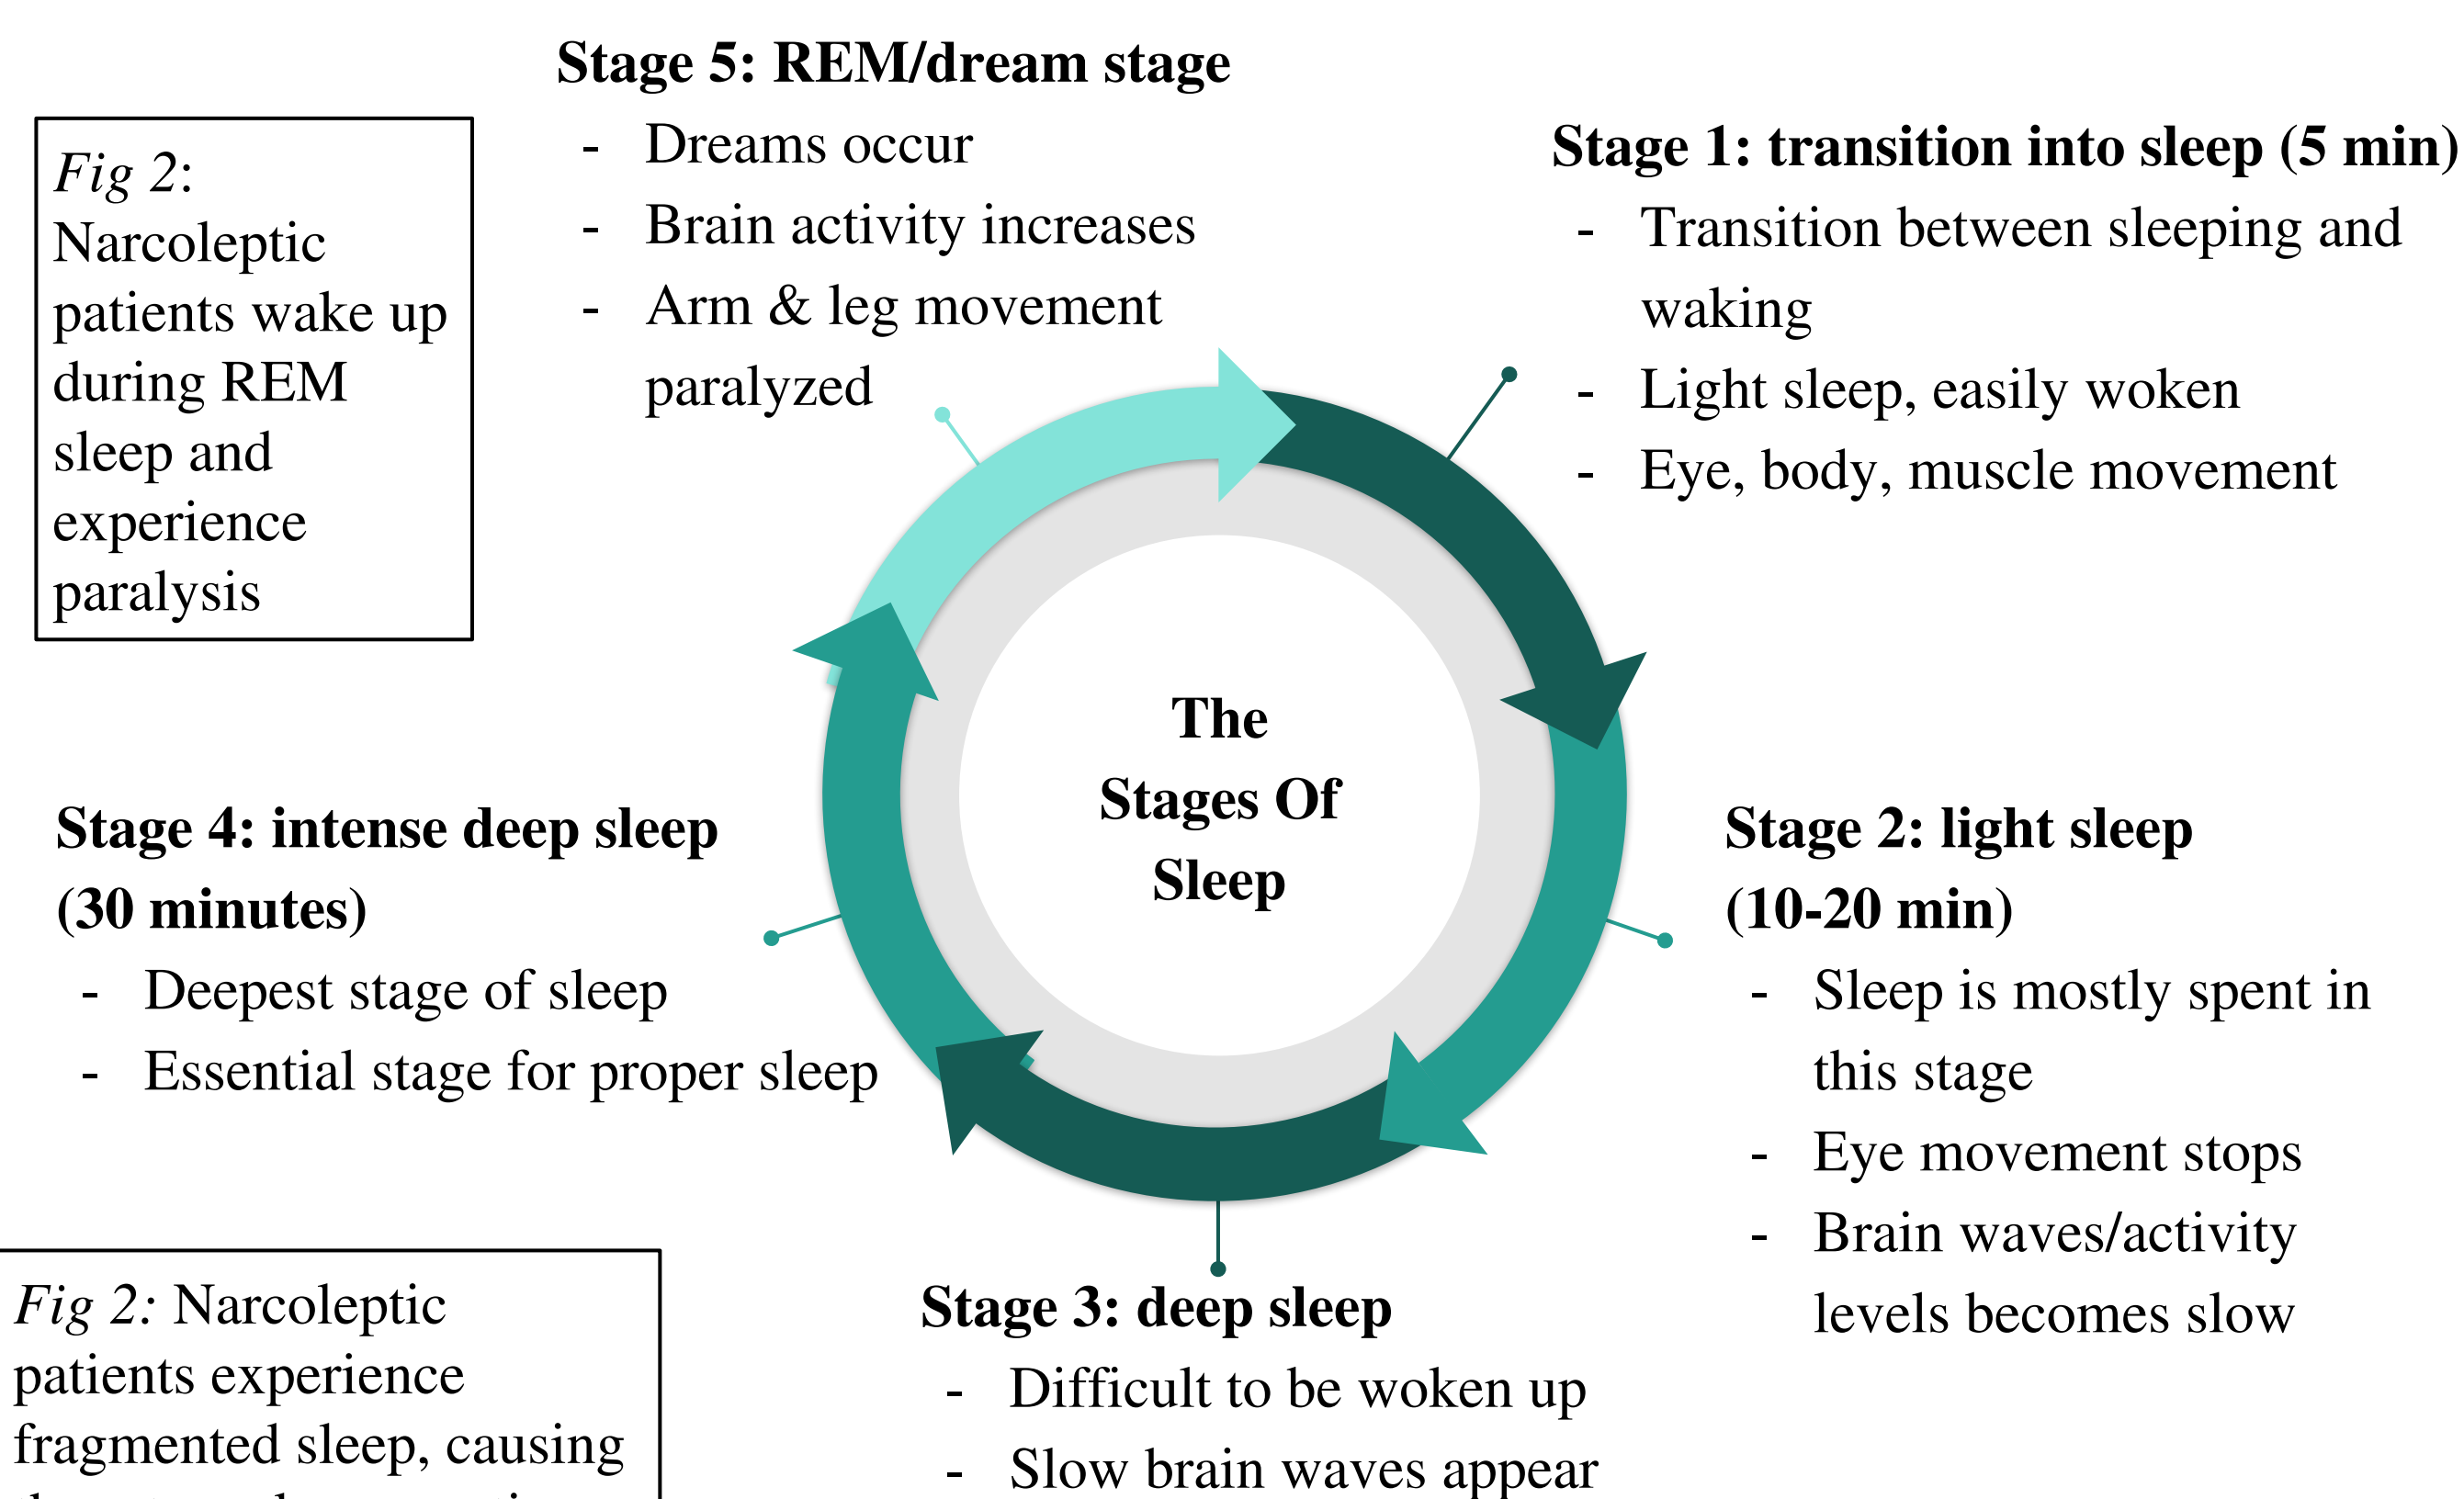 Stage 5: REM/dream stage
- Dreams occur
- Brain activity increases
- Arm & leg movement
paralyzed
Fig 2:
Narcoleptic
patients wake up
during REM
sleep and
experience
paralysis
Stage 1: transition into sleep (5 min)
- Transition between sleeping and
waking
- Light sleep, easily woken
- Eye, body, muscle movement
The
Stages Of
Sleep
Stage 4: intense deep sleep
(30 minutes)
- Deepest stage of sleep
- Essential stage for proper sleep
Stage 2: light sleep
(10-20 min)
- Sleep is mostly spent in
this stage
- Eye movement stops
- Brain waves/activity
levels becomes slow
Fig 2: Narcoleptic
patients experience
fragmented sleep, causing
Stage 3: deep sleep
- Difficult to be woken up
- Slow brain waves appear